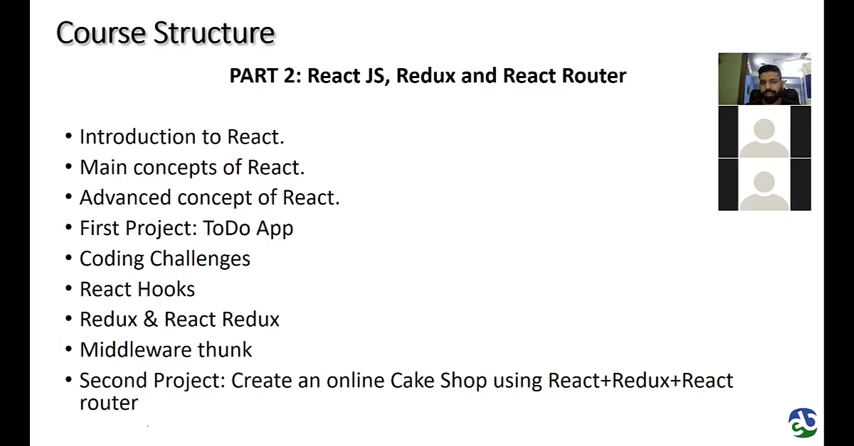 Course Structure
PART 2: React JS, Redux and React Router
• Introduction to React.
• Main concepts of React.
• Advanced concept of React.
• First Project: ToDo App
• Coding Challenges
• React Hooks
• Redux & React Redux
• Middleware thunk
• Second Project: Create an online Cake Shop using React+Redux+React
router